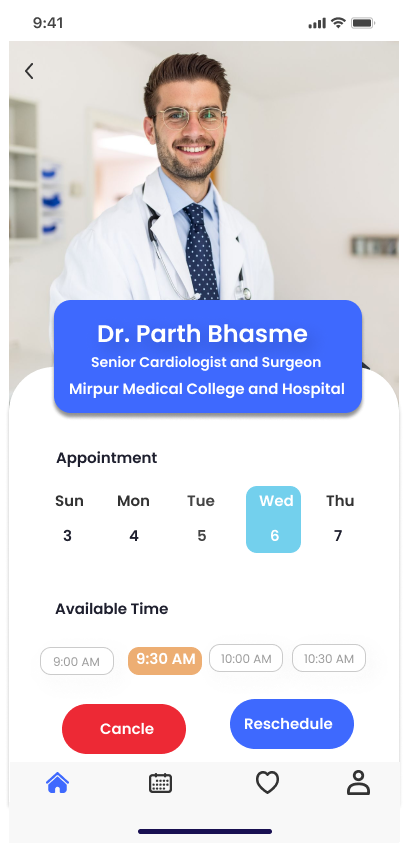 9:41
Dr. Parth Bhasme
Senior Cardiologist and Surgeon
Mirpur Medical College and Hospital
Appointment
Sun Mon Tue Wed Thu
3 4 5 6 7
Available Time
9:00 AM 9:30 AM 10:00 AM 10:30 AM
Cancle Reschedule